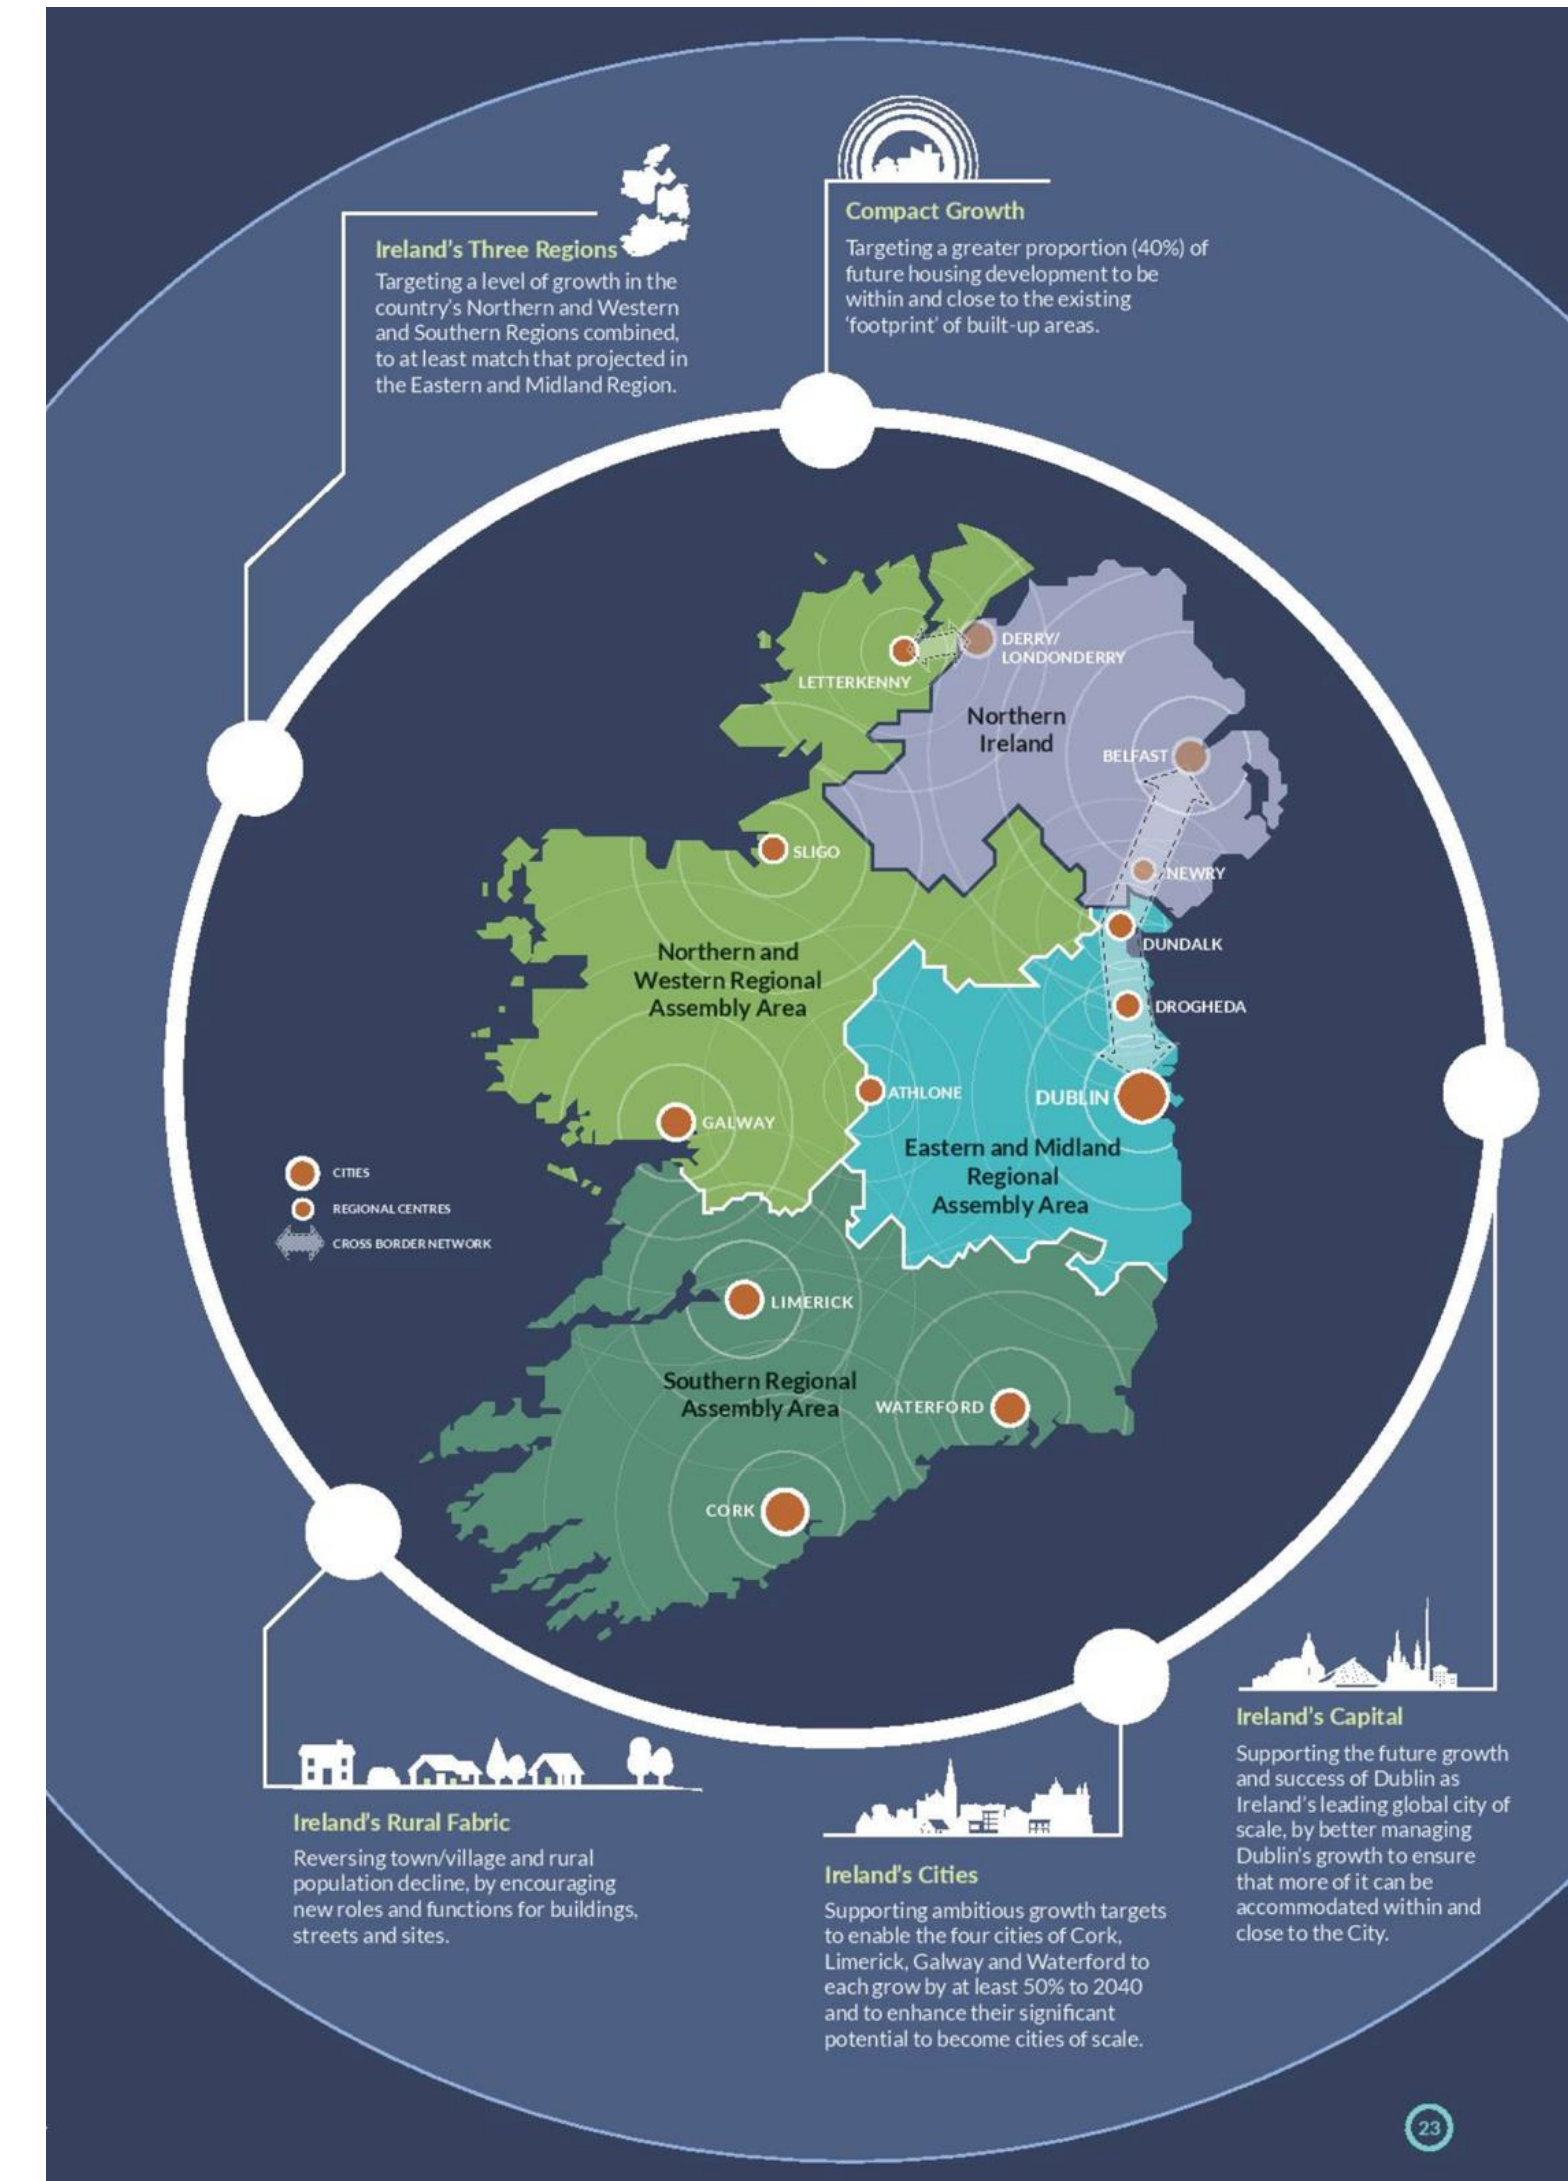 Ireland's Three Regions
Targeting a level of growth in the
country's Northern and Western
and Southern Regions combined,
to at least match that projected in
the Eastern and Midland Region.
Compact Growth
Targeting a greater proportion (40%) of
future housing development to be
within and close to the existing
'footprint' of built-up areas.
DERRY/
LONDONDERRY
LETTERKENNY
Northern
Ireland
BELFAST
SLIGO
NEWRY
DUNDALK
Northern and
Western Regional
Assembly Area
DROGHEDA
ATHLONE
DUBLIN
GALWAY
Eastern and Midland
Regional
Assembly Area
CITIES
REGIONAL CENTRES
CROSS BORDER NETWORK
LIMERICK
Southern Regional
Assembly Area
WATERFORD
CORK
Ireland's Rural Fabric
Reversing town/village and rural
population decline, by encouraging
new roles and functions for buildings,
streets and sites.
Ireland's Cities
Supporting ambitious growth targets
to enable the four cities of Cork,
Limerick, Galway and Waterford to
each grow by at least 50% to 2040
and to enhance their significant
potential to become cities of scale.
Ireland's Capital
Supporting the future growth
and success of Dublin as
Ireland's leading global city of
scale, by better managing
Dublin's growth to ensure
that more of it can be
accommodated within and
close to the City.
23